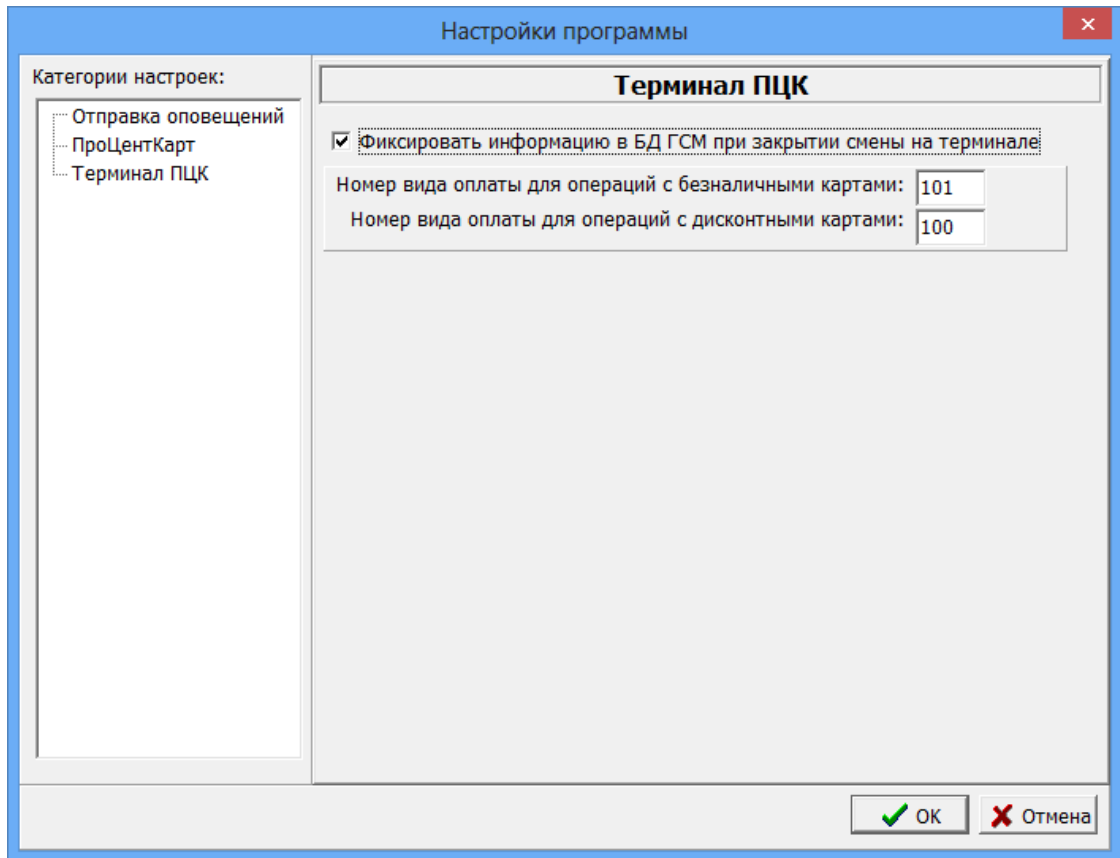 Настройки программы
Категории настроек:
Отправка оповещений
ПроЦентКарт
Терминал ПЦК
Терминал ПЦК
Фиксировать информацию в БД ГСМ при закрытии смены на терминале
Номер вида оплаты для операций с безналичными картами: 101
Номер вида оплаты для операций с дисконтными картами: 100
ОК
Отмена